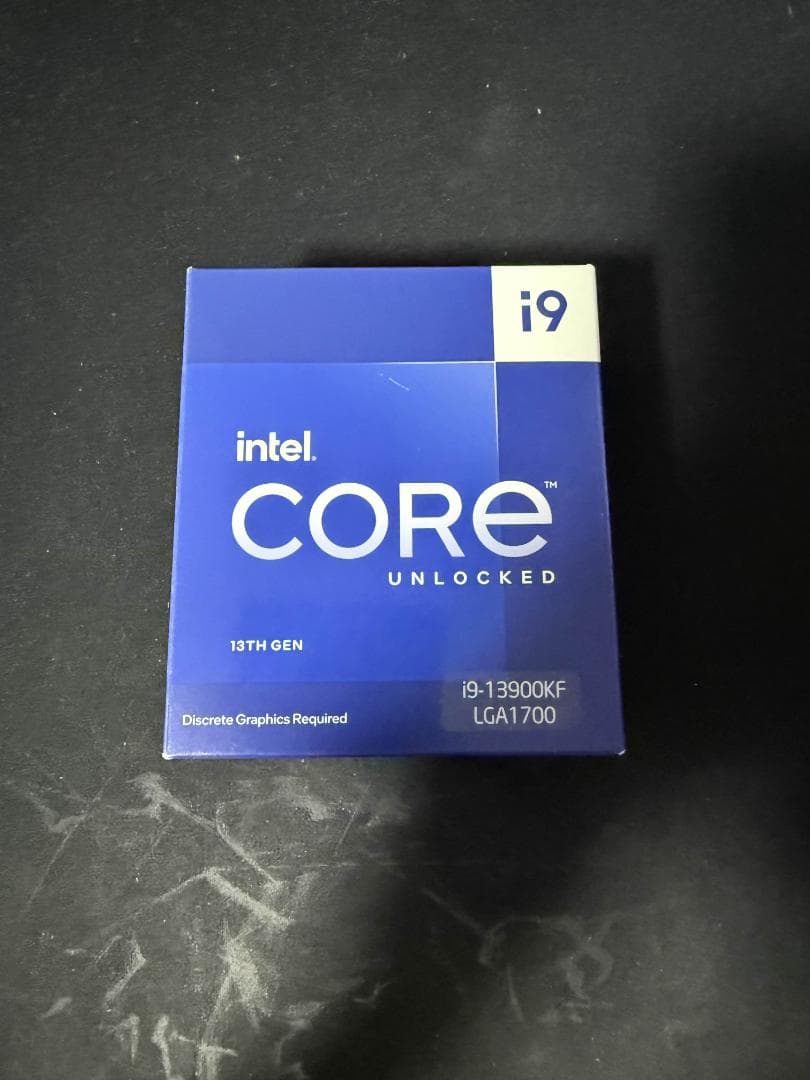 i9
intel.
CORe™
UNLOCKED
13TH GEN
i9-13900KF
LGA1700
Discrete Graphics Required